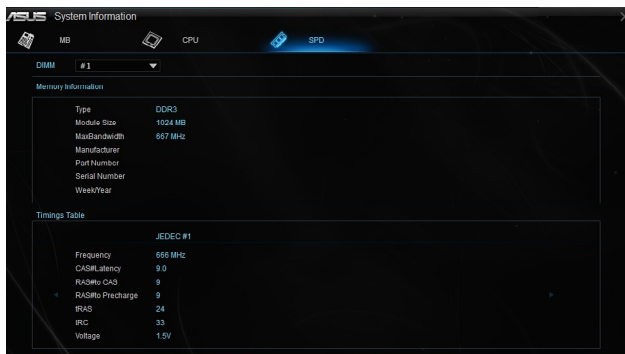 ASUS System Information
MB CPU SPD
DIMM #1
Memory Information
Type DDR3
Module Size 1024 MB
MaxBandwidth 667 MHz
Manufacturer
Part Number
Serial Number
Week/Year
Timings Table
JEDEC #1
Frequency 666 MHz
CAS#Latency 9.0
RAS#to CAS 9
RAS#to Precharge 9
tRAS 24
tRC 33
Voltage 1.5V